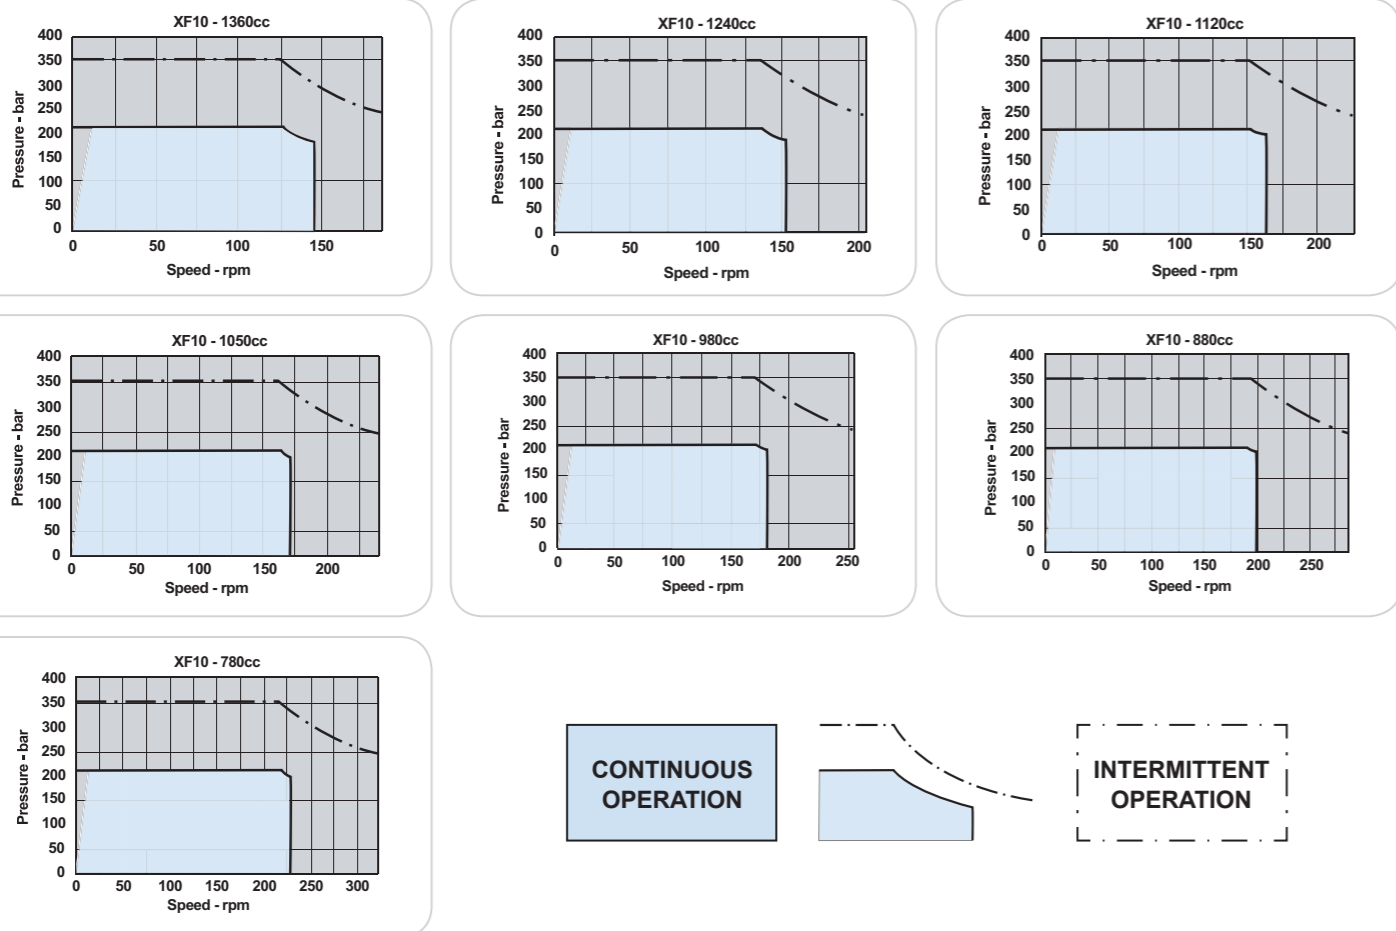 XF10 - 1360cc
400
350
300
250
200
150
100
50
0
Pressure - bar
0 50 100 150
Speed - rpm
XF10 - 1240cc
400
350
300
250
200
150
100
50
0
Pressure - bar
0 50 100 150 200
Speed - rpm
XF10 - 1120cc
400
350
300
250
200
150
100
50
0
Pressure - bar
0 50 100 150 200
Speed - rpm
XF10 - 1050cc
400
350
300
250
200
150
100
50
0
Pressure - bar
0 50 100 150 200
Speed - rpm
XF10 - 980cc
400
350
300
250
200
150
100
50
0
Pressure - bar
0 50 100 150 200 250
Speed - rpm
XF10 - 880cc
400
350
300
250
200
150
100
50
0
Pressure - bar
0 50 100 150 200 250
Speed - rpm
XF10 - 780cc
400
350
300
250
200
150
100
50
0
Pressure - bar
0 50 100 150 200 250 300
Speed - rpm
CONTINUOUS
OPERATION
INTERMITTENT
OPERATION